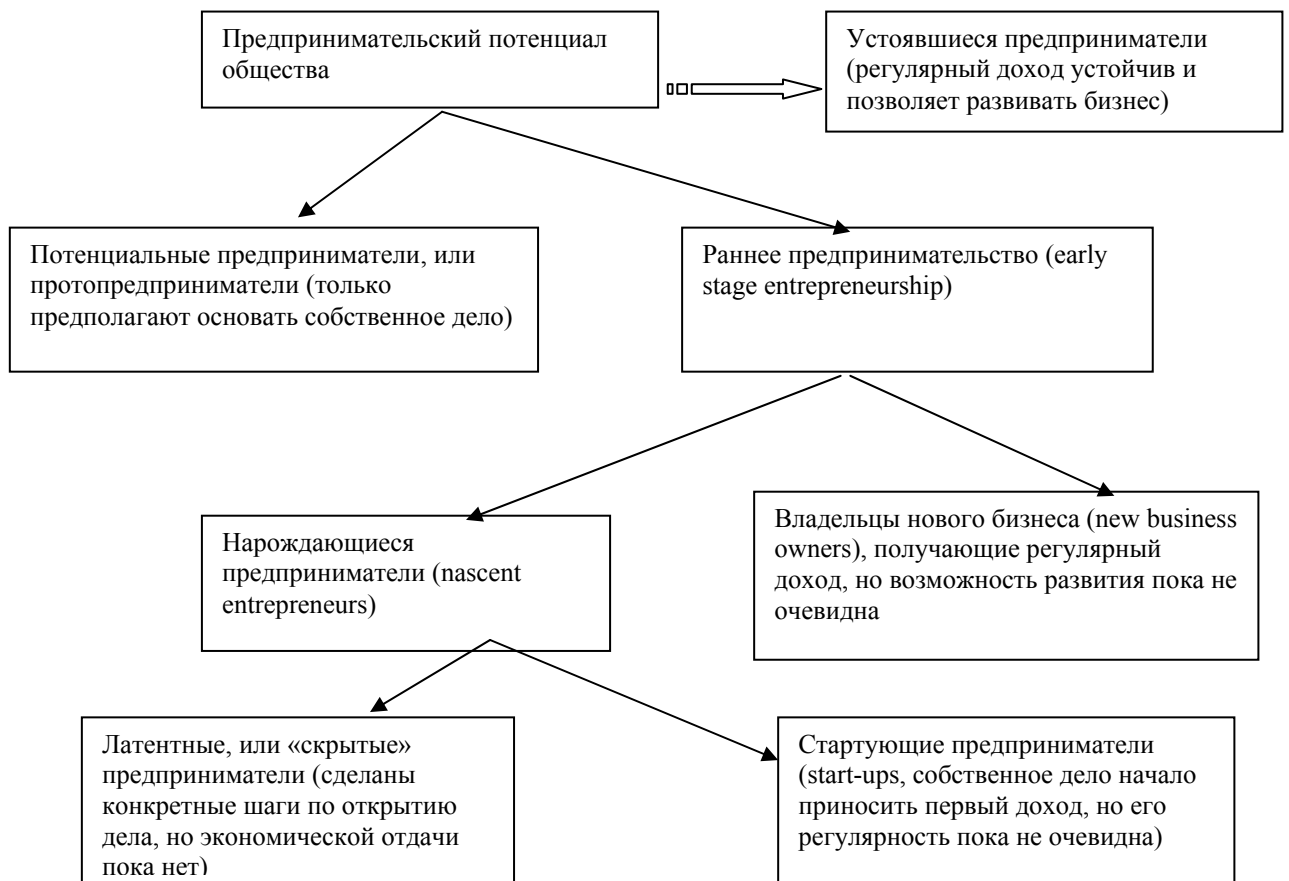 Предпринимательский потенциал
общества
Устоявшиеся предприниматели
(регулярный доход устойчив и
позволяет развивать бизнес)
Потенциальные предприниматели, или
протопредприниматели (только
предполагают основать собственное дело)
Раннее предпринимательство (early
stage entrepreneurship)
Нарождающиеся
предприниматели (nascent
entrepreneurs)
Владельцы нового бизнеса (new business
owners), получающие регулярный
доход, но возможность развития пока не
очевидна
Латентные, или «скрытые»
предприниматели (сделаны
конкретные шаги по открытию
дела, но экономической отдачи
пока нет)
Стартующие предприниматели
(start-ups, собственное дело начало
приносить первый доход, но его
регулярность пока не очевидна)